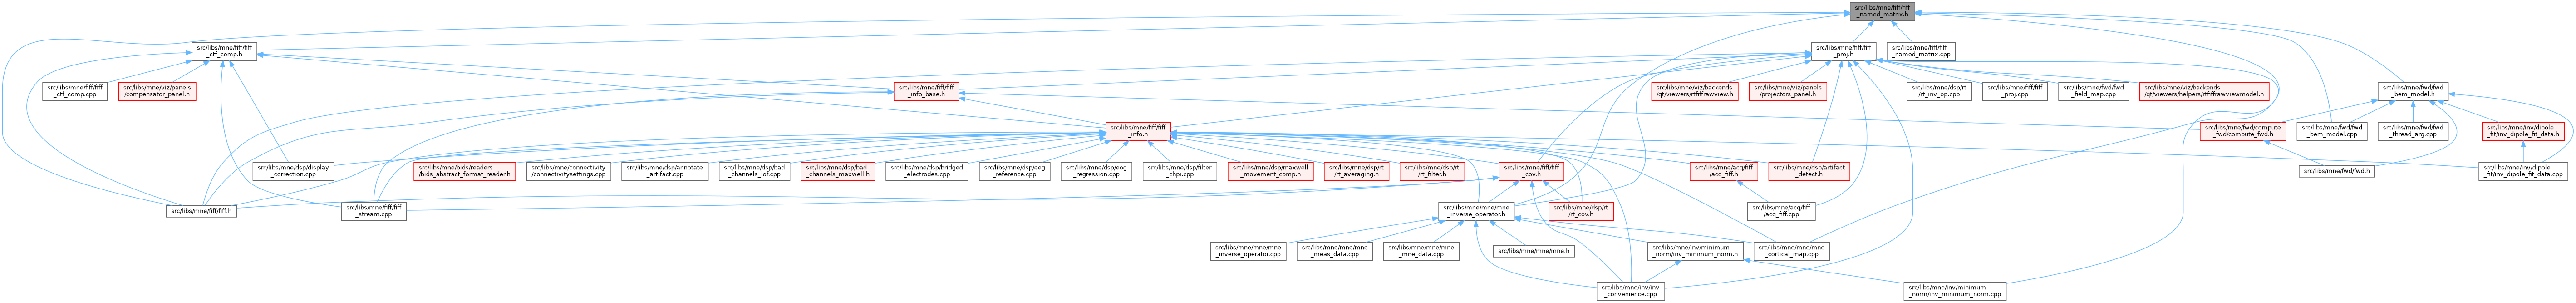 src/libs/mne/fiff/fiff
_named_matrix.h
src/libs/mne/fiff/fiff
_ctf_comp.h
src/libs/mne/fiff/fiff
_proj.h
src/libs/mne/fiff/fiff
_named_matrix.cpp
src/libs/mne/fiff/fiff
_ctf_comp.cpp
src/libs/mne/viz/panels
/compensator_panel.h
src/libs/mne/fiff/fiff
_info_base.h
src/libs/mne/viz/backends
/qt/viewers/rtfiffrawview.h
src/libs/mne/viz/panels
/projectors_panel.h
src/libs/mne/dsp/rt
/rt_inv_op.cpp
src/libs/mne/fiff/fiff
_proj.cpp
src/libs/mne/fwd/fwd
_field_map.cpp
src/libs/mne/viz/backends
/qt/viewers/helpers/rtfiffrawviewmodel.h
src/libs/mne/fwd/fwd
_bem_model.h
src/libs/mne/fiff/fiff
_info.h
src/libs/mne/fwd/compute
_fwd/compute_fwd.h
src/libs/mne/fwd/fwd
_bem_model.cpp
src/libs/mne/fwd/fwd
_thread_arg.cpp
src/libs/mne/inv/dipole
_fit/inv_dipole_fit_data.h
src/libs/mne/dsp/display
_correction.cpp
src/libs/mne/bids/readers
/bids_abstract_format_reader.h
src/libs/mne/connectivity
/connectivitysettings.cpp
src/libs/mne/dsp/annotate
_artifact.cpp
src/libs/mne/dsp/bad
_channels_lof.cpp
src/libs/mne/dsp/bad
_channels_maxwell.h
src/libs/mne/dsp/bridged
_electrodes.cpp
src/libs/mne/dsp/eeg
_reference.cpp
src/libs/mne/dsp/eog
_regression.cpp
src/libs/mne/dsp/filter
_chpi.cpp
src/libs/mne/dsp/maxwell
_movement_comp.h
src/libs/mne/dsp/rt
/rt_averaging.h
src/libs/mne/dsp/rt
/rt_filter.h
src/libs/mne/fiff/fiff
_cov.h
src/libs/mne/acq/fiff
/acq_fiff.h
src/libs/mne/dsp/artifact
_detect.h
src/libs/mne/fwd/fwd.h
src/libs/mne/inv/dipole
_fit/inv_dipole_fit_data.cpp
src/libs/mne/fiff/fiff.h
src/libs/mne/fiff/fiff
_stream.cpp
src/libs/mne/mne/mne
_inverse_operator.h
src/libs/mne/dsp/rt
/rt_cov.h
src/libs/mne/acq/fiff
/acq_fiff.cpp
src/libs/mne/mne/mne
_inverse_operator.cpp
src/libs/mne/mne/mne
_meas_data.cpp
src/libs/mne/mne/mne
_mne_data.cpp
src/libs/mne/mne/mne.h
src/libs/mne/inv/minimum
_norm/inv_minimum_norm.h
src/libs/mne/mne/mne
_cortical_map.cpp
src/libs/mne/inv/inv
_convenience.cpp
src/libs/mne/inv/minimum
_norm/inv_minimum_norm.cpp